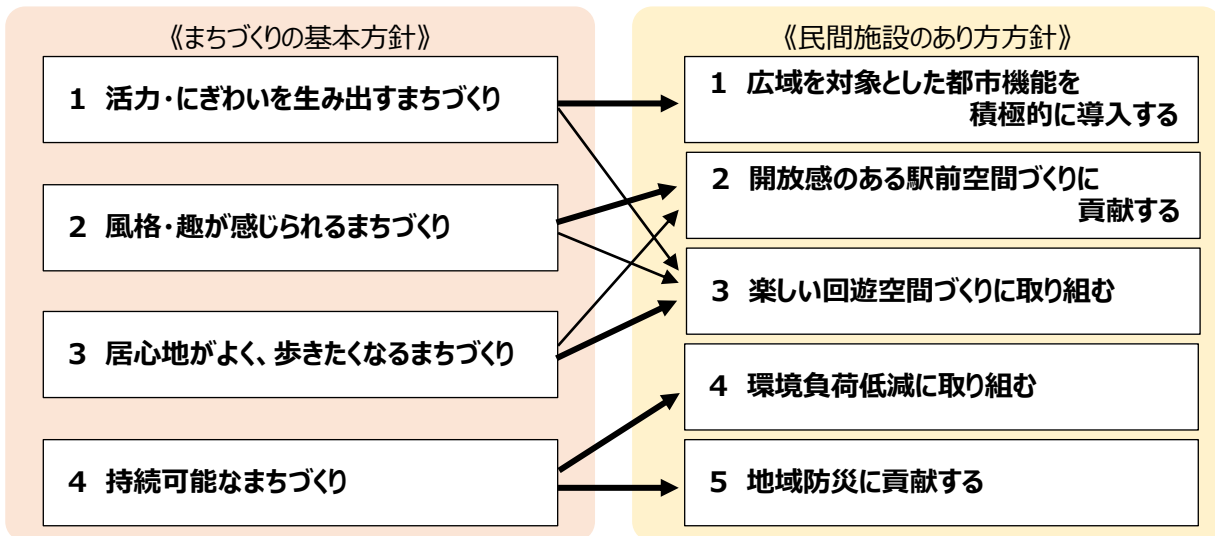 《まちづくりの基本方針》
1 活力・にぎわいを生み出すまちづくり
2 風格・趣が感じられるまちづくり
3 居心地がよく、歩きたくなるまちづくり
4 持続可能なまちづくり
《民間施設のあり方方針》
1 広域を対象とした都市機能を
積極的に導入する
2 開放感のある駅前空間づくりに
貢献する
3 楽しい回遊空間づくりに取り組む
4 環境負荷低減に取り組む
5 地域防災に貢献する